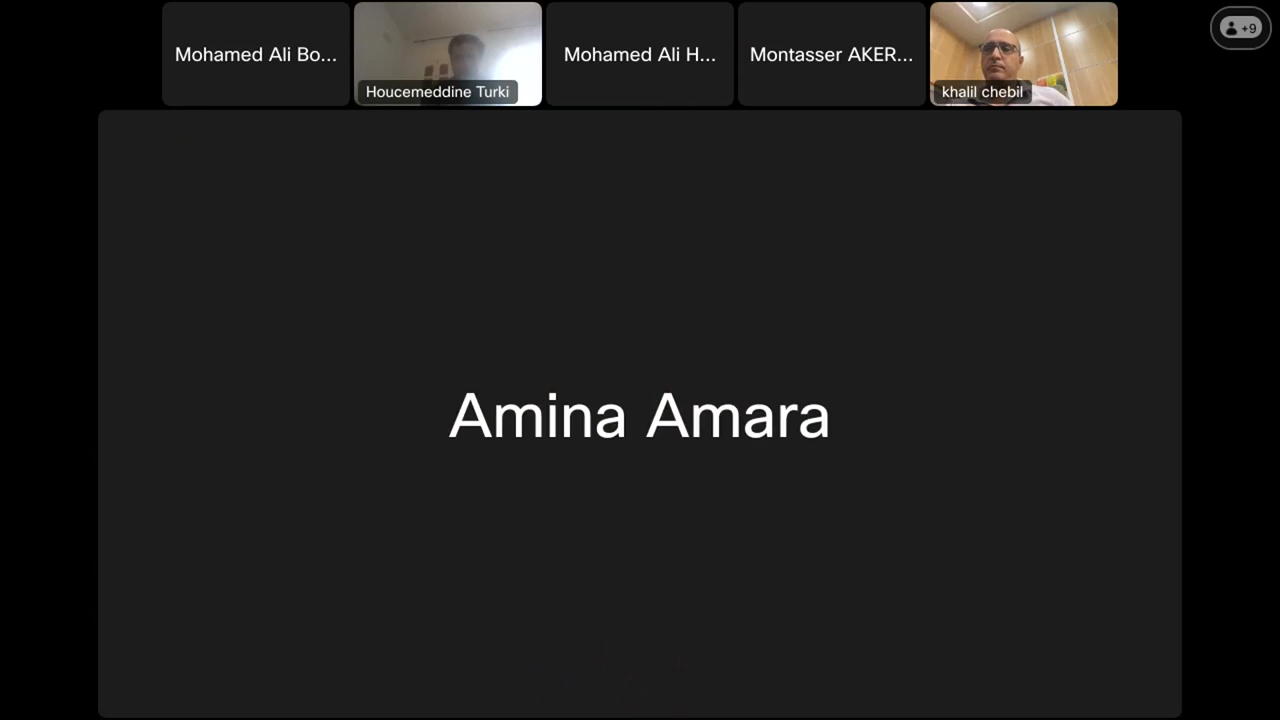 Mohamed Ali Bo...
Houcemeddine Turki
Mohamed Ali H...
Montasser AKER...
khalil chebil
+9
Amina Amara